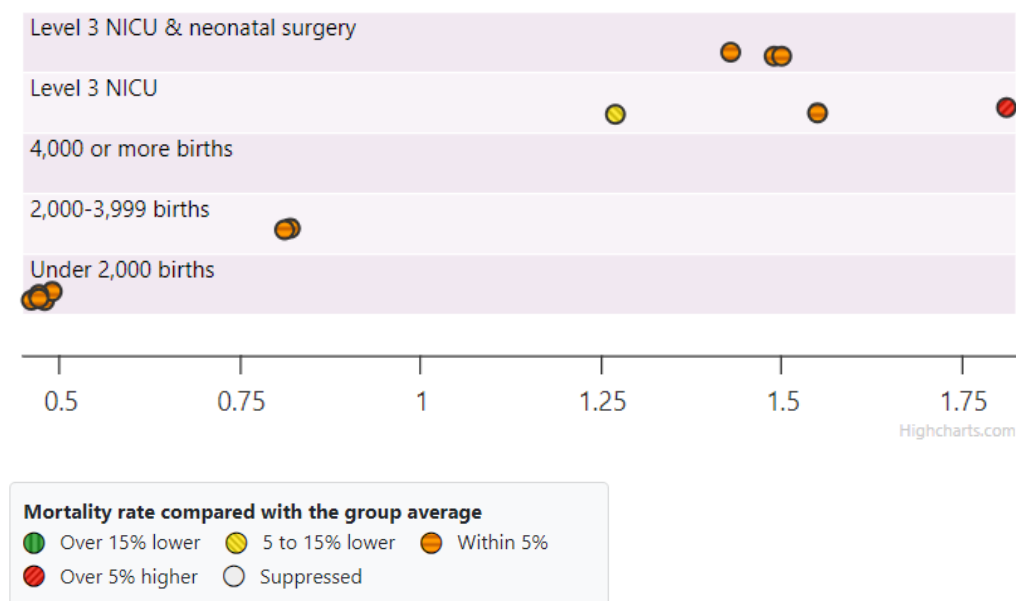 Level 3 NICU & neonatal surgery
Level 3 NICU
4,000 or more births
2,000-3,999 births
Under 2,000 births
0.5 0.75 1 1.25 1.5 1.75
Highcharts.com
Mortality rate compared with the group average
Over 15% lower 5 to 15% lower Within 5%
Over 5% higher Suppressed